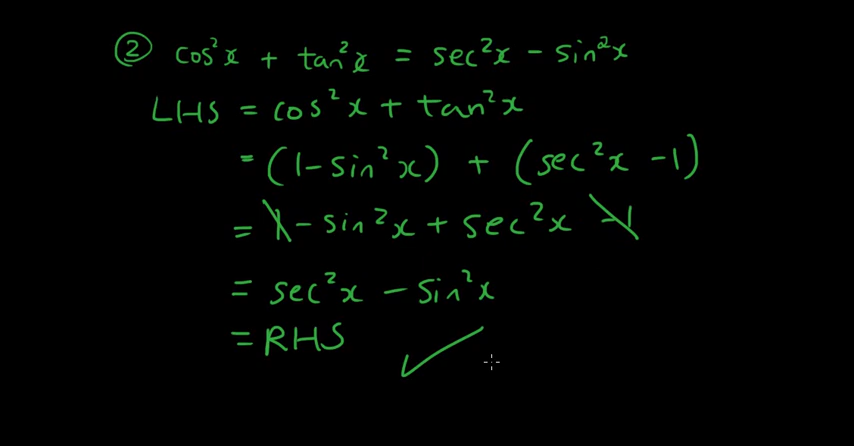 ② cos²x + tan²x = sec²x - sin²x
LHS = cos²x + tan²x
= (1 - sin²x) + (sec²x - 1)
= 1 - sin²x + sec²x - 1
= sec²x - sin²x
= RHS